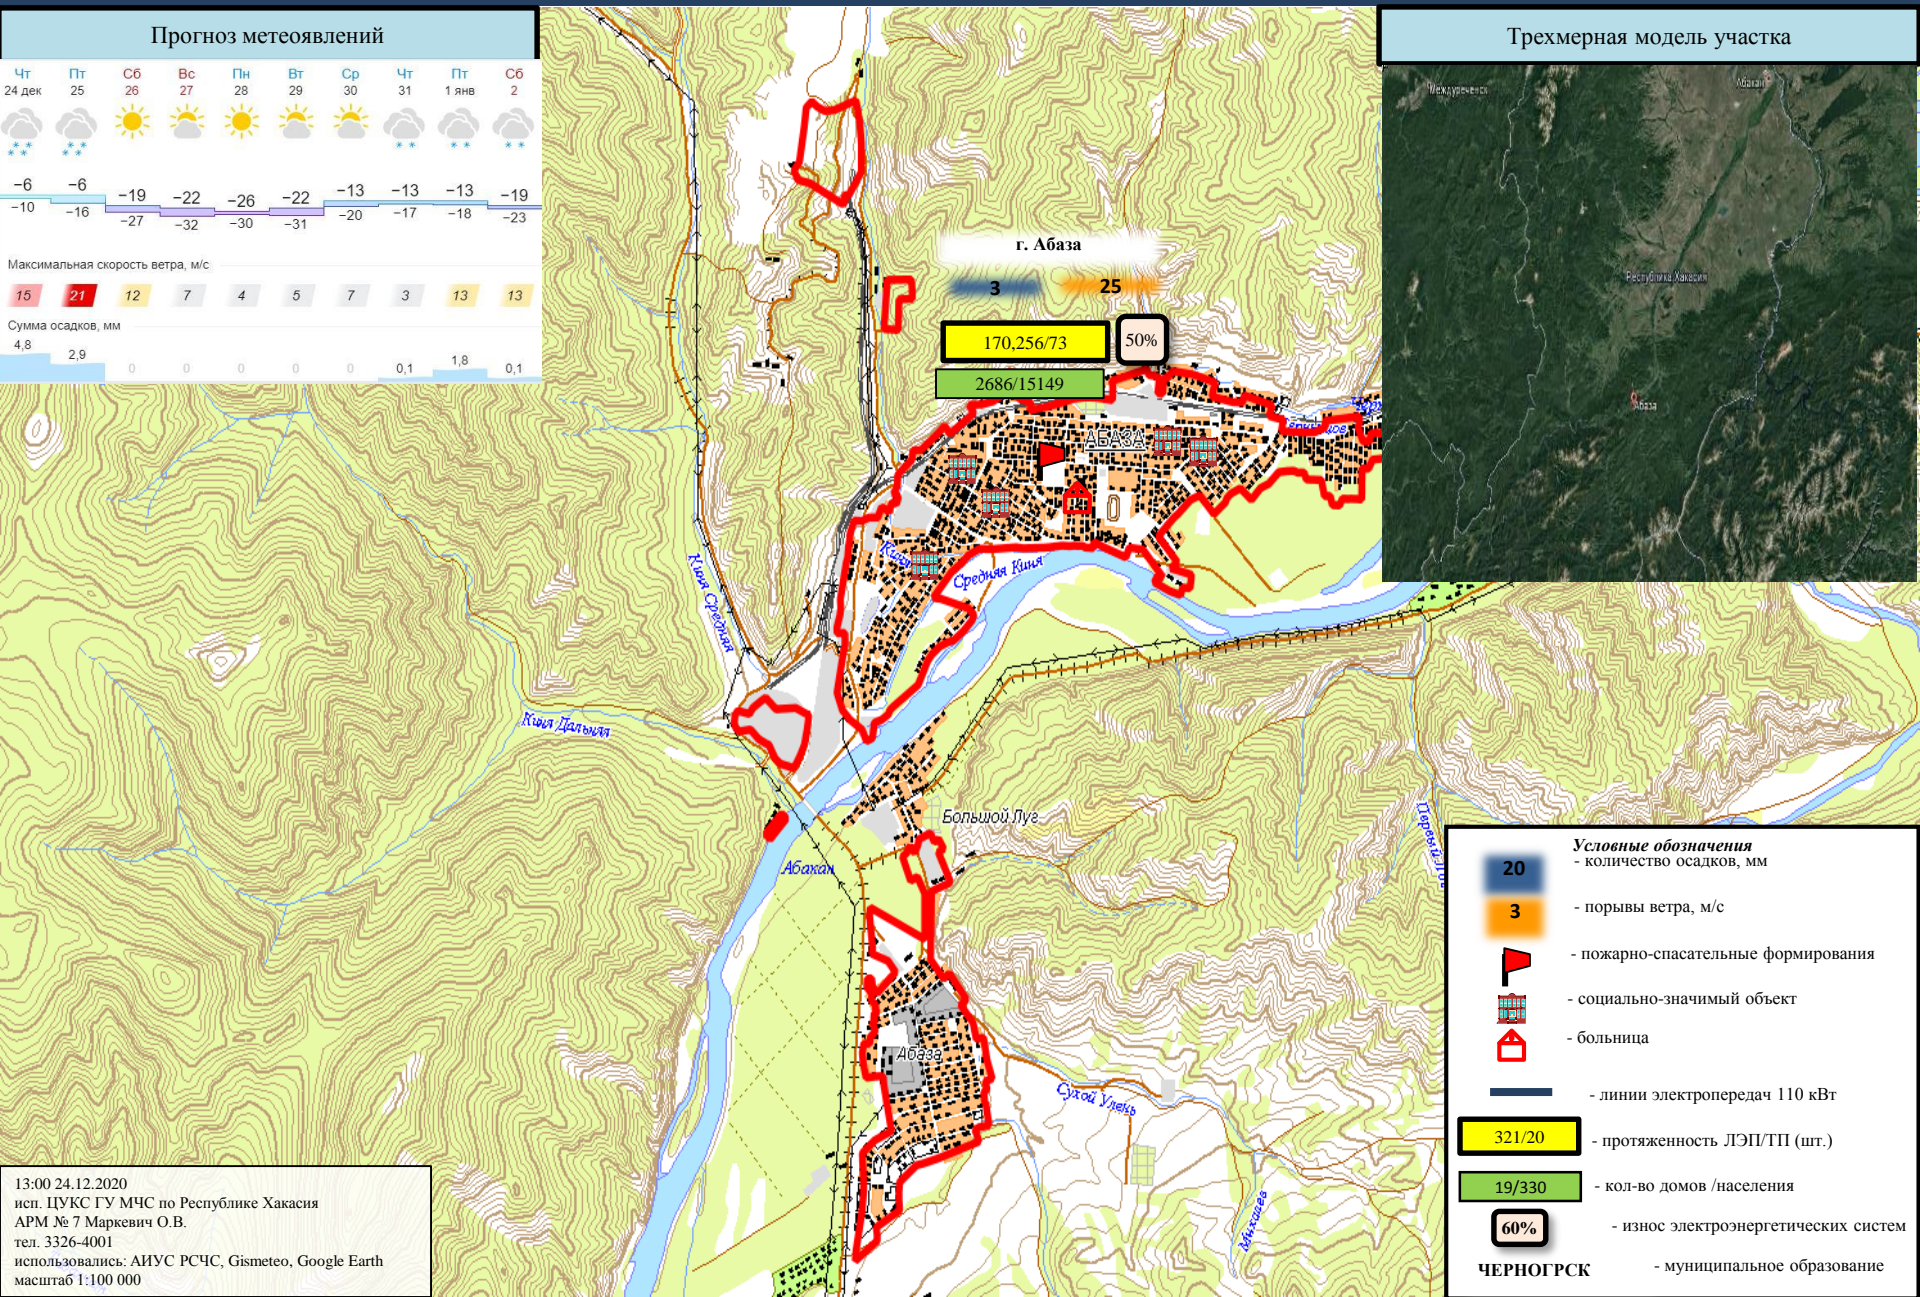 Прогноз метеоявлений
Чт Пт Сб Вс Пн Вт Ср Чт Пт Сб
24 дек 25 26 27 28 29 30 31 1 янв 2
−6 −6 −19 −22 −26 −22 −13 −13 −13 −19
−10 −16 −27 −32 −30 −31 −20 −17 −18 −23
Максимальная скорость ветра, м/с
15 21 12 7 4 5 7 3 13 13
Сумма осадков, мм
4,8 2,9 0 0 0 0 0 0,1 1,8 0,1
г. Абаза
3 25
170,256/73 50%
2686/15149
АБАЗА
Киня Средняя
Средняя Киня
Киня Дальняя
Большой Луг
Абакан
Абаза
Сухой Улень
Михалаев
Первый
Трехмерная модель участка
Междуреченск
Абакан
Республика Хакасия
Абаза
Условные обозначения
20 - количество осадков, мм
3 - порывы ветра, м/с
- пожарно-спасательные формирования
- социально-значимый объект
- больница
- линии электропередач 110 кВт
321/20 - протяженность ЛЭП/ТП (шт.)
19/330 - кол-во домов /населения
60% - износ электроэнергетических систем
ЧЕРНОГРСК - муниципальное образование
13:00 24.12.2020
исп. ЦУКС ГУ МЧС по Республике Хакасия
АРМ № 7 Маркевич О.В.
тел. 3326-4001
использовались: АИУС РСЧС, Gismeteo, Google Earth
масштаб 1:100 000